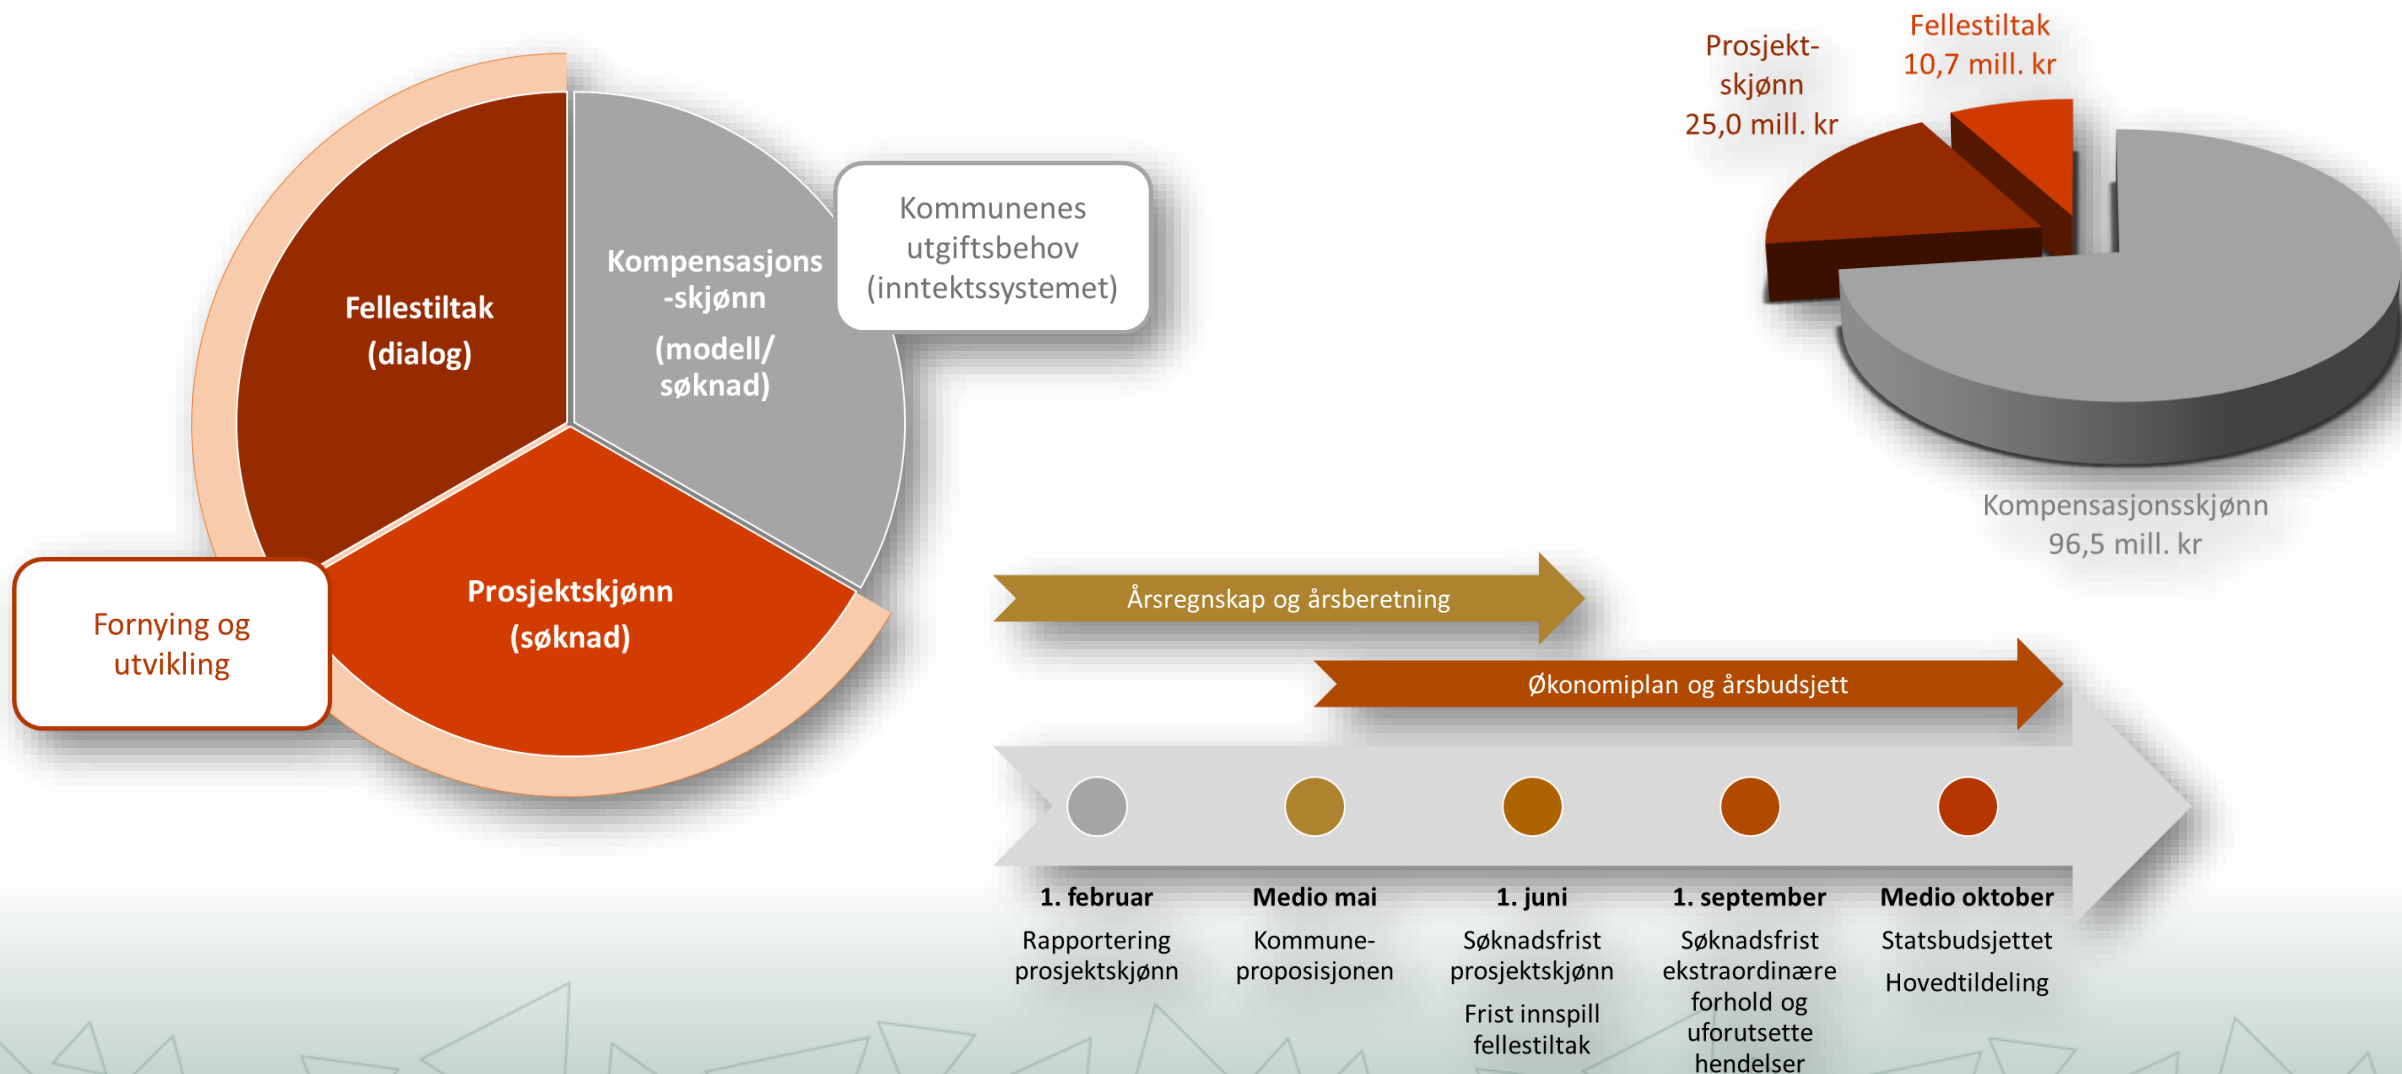 Fellestiltak
(dialog)
Kompensasjons
-skjønn
(modell/
søknad)
Prosjektskjønn
(søknad)
Kommunenes
utgiftsbehov
(inntektssystemet)
Fornying og
utvikling
Prosjekt-
skjønn
25,0 mill. kr
Fellestiltak
10,7 mill. kr
Kompensasjonsskjønn
96,5 mill. kr
Årsregnskap og årsberetning
Økonomiplan og årsbudsjett
1. februar
Rapportering
prosjektskjønn
Medio mai
Kommune-
proposisjonen
1. juni
Søknadsfrist
prosjektskjønn
Frist innspill
fellestiltak
1. september
Søknadsfrist
ekstraordinære
forhold og
uforutsette
hendelser
Medio oktober
Statsbudsjettet
Hovedtildeling